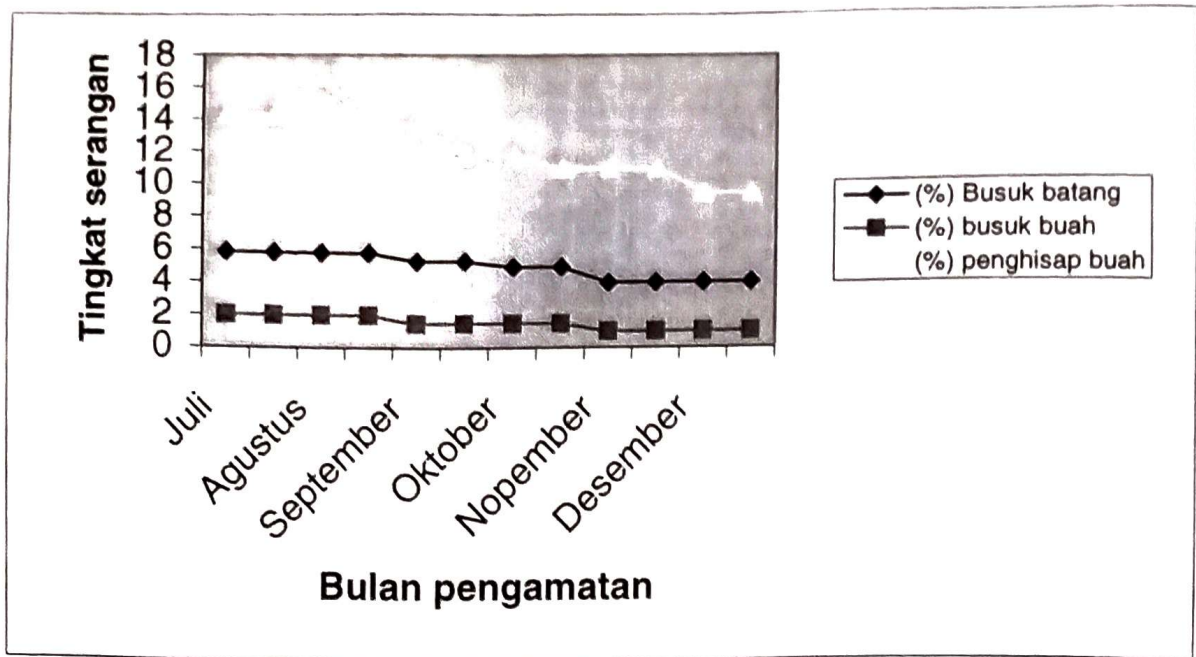 Tingkat serangan
18
16
14
12
10
8
6
4
2
0
Juli
Agustus
September
Oktober
Nopember
Desember
Bulan pengamatan
(%) Busuk batang
(%) busuk buah
(%) penghisap buah